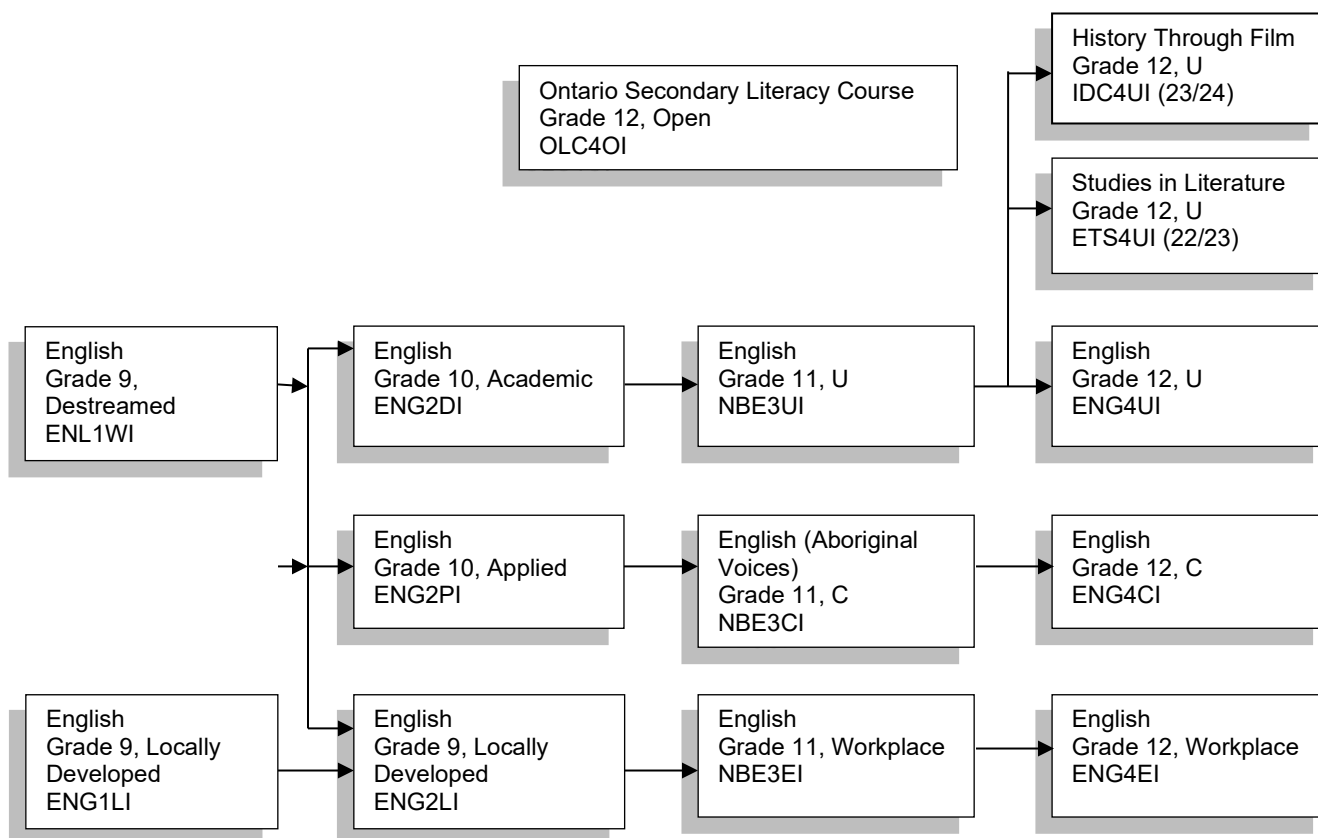 History Through Film
Grade 12, U
IDC4UI (23/24)
Ontario Secondary Literacy Course
Grade 12, Open
OLC4OI
Studies in Literature
Grade 12, U
ETS4UI (22/23)
English
Grade 9,
Destreamed
ENL1WI
English
Grade 10, Academic
ENG2DI
English
Grade 11, U
NBE3UI
English
Grade 12, U
ENG4UI
English
Grade 10, Applied
ENG2PI
English (Aboriginal
Voices)
Grade 11, C
NBE3CI
English
Grade 12, C
ENG4CI
English
Grade 9, Locally
Developed
ENG1LI
English
Grade 9, Locally
Developed
ENG2LI
English
Grade 11, Workplace
NBE3EI
English
Grade 12, Workplace
ENG4EI